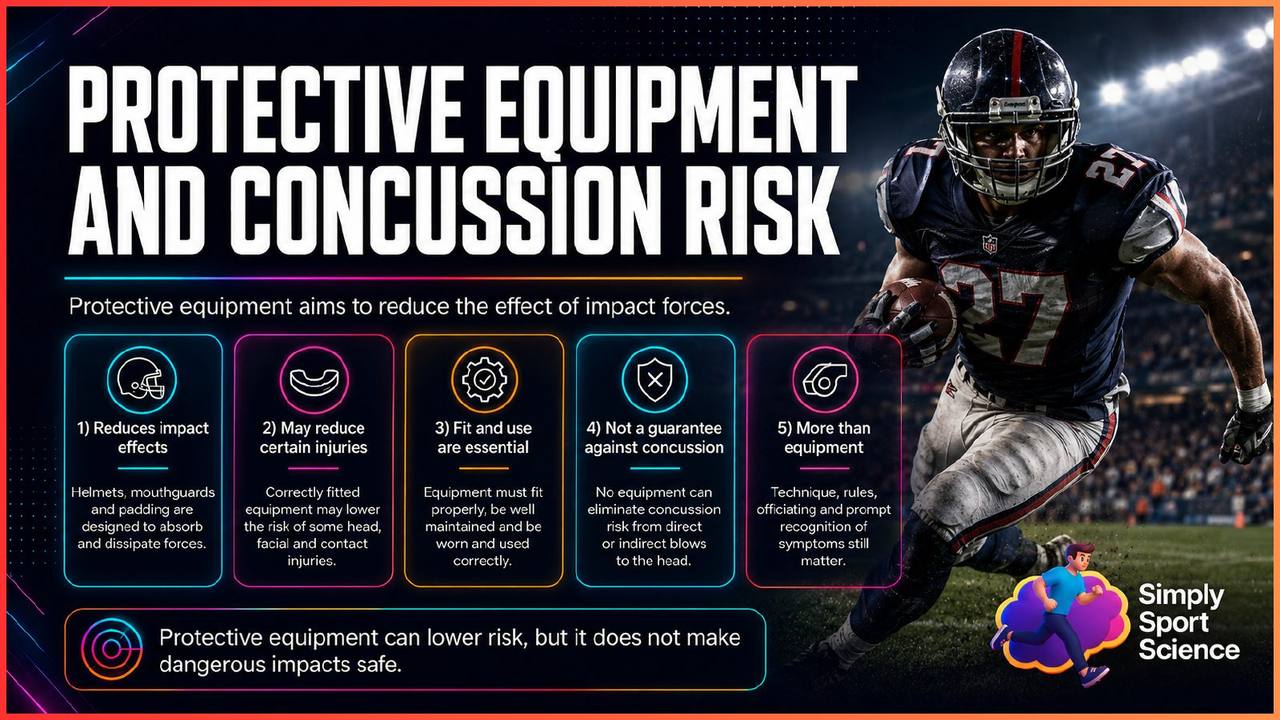 PROTECTIVE EQUIPMENT
AND CONCUSSION RISK
Protective equipment aims to reduce the effect of impact forces.
1) Reduces impact
effects
Helmets, mouthguards
and padding are
designed to absorb
and dissipate forces.
2) May reduce
certain injuries
Correctly fitted
equipment may lower
the risk of some head,
facial and contact
injuries.
3) Fit and use
are essential
Equipment must fit
properly, be well
maintained and be
worn and used
correctly.
4) Not a guarantee
against concussion
No equipment can
eliminate concussion
risk from direct
or indirect blows
to the head.
5) More than
equipment
Technique, rules,
officiating and prompt
recognition of
symptoms still
matter.
Protective equipment can lower risk, but it does not make
dangerous impacts safe.
27
27
Simply
Sport
Science